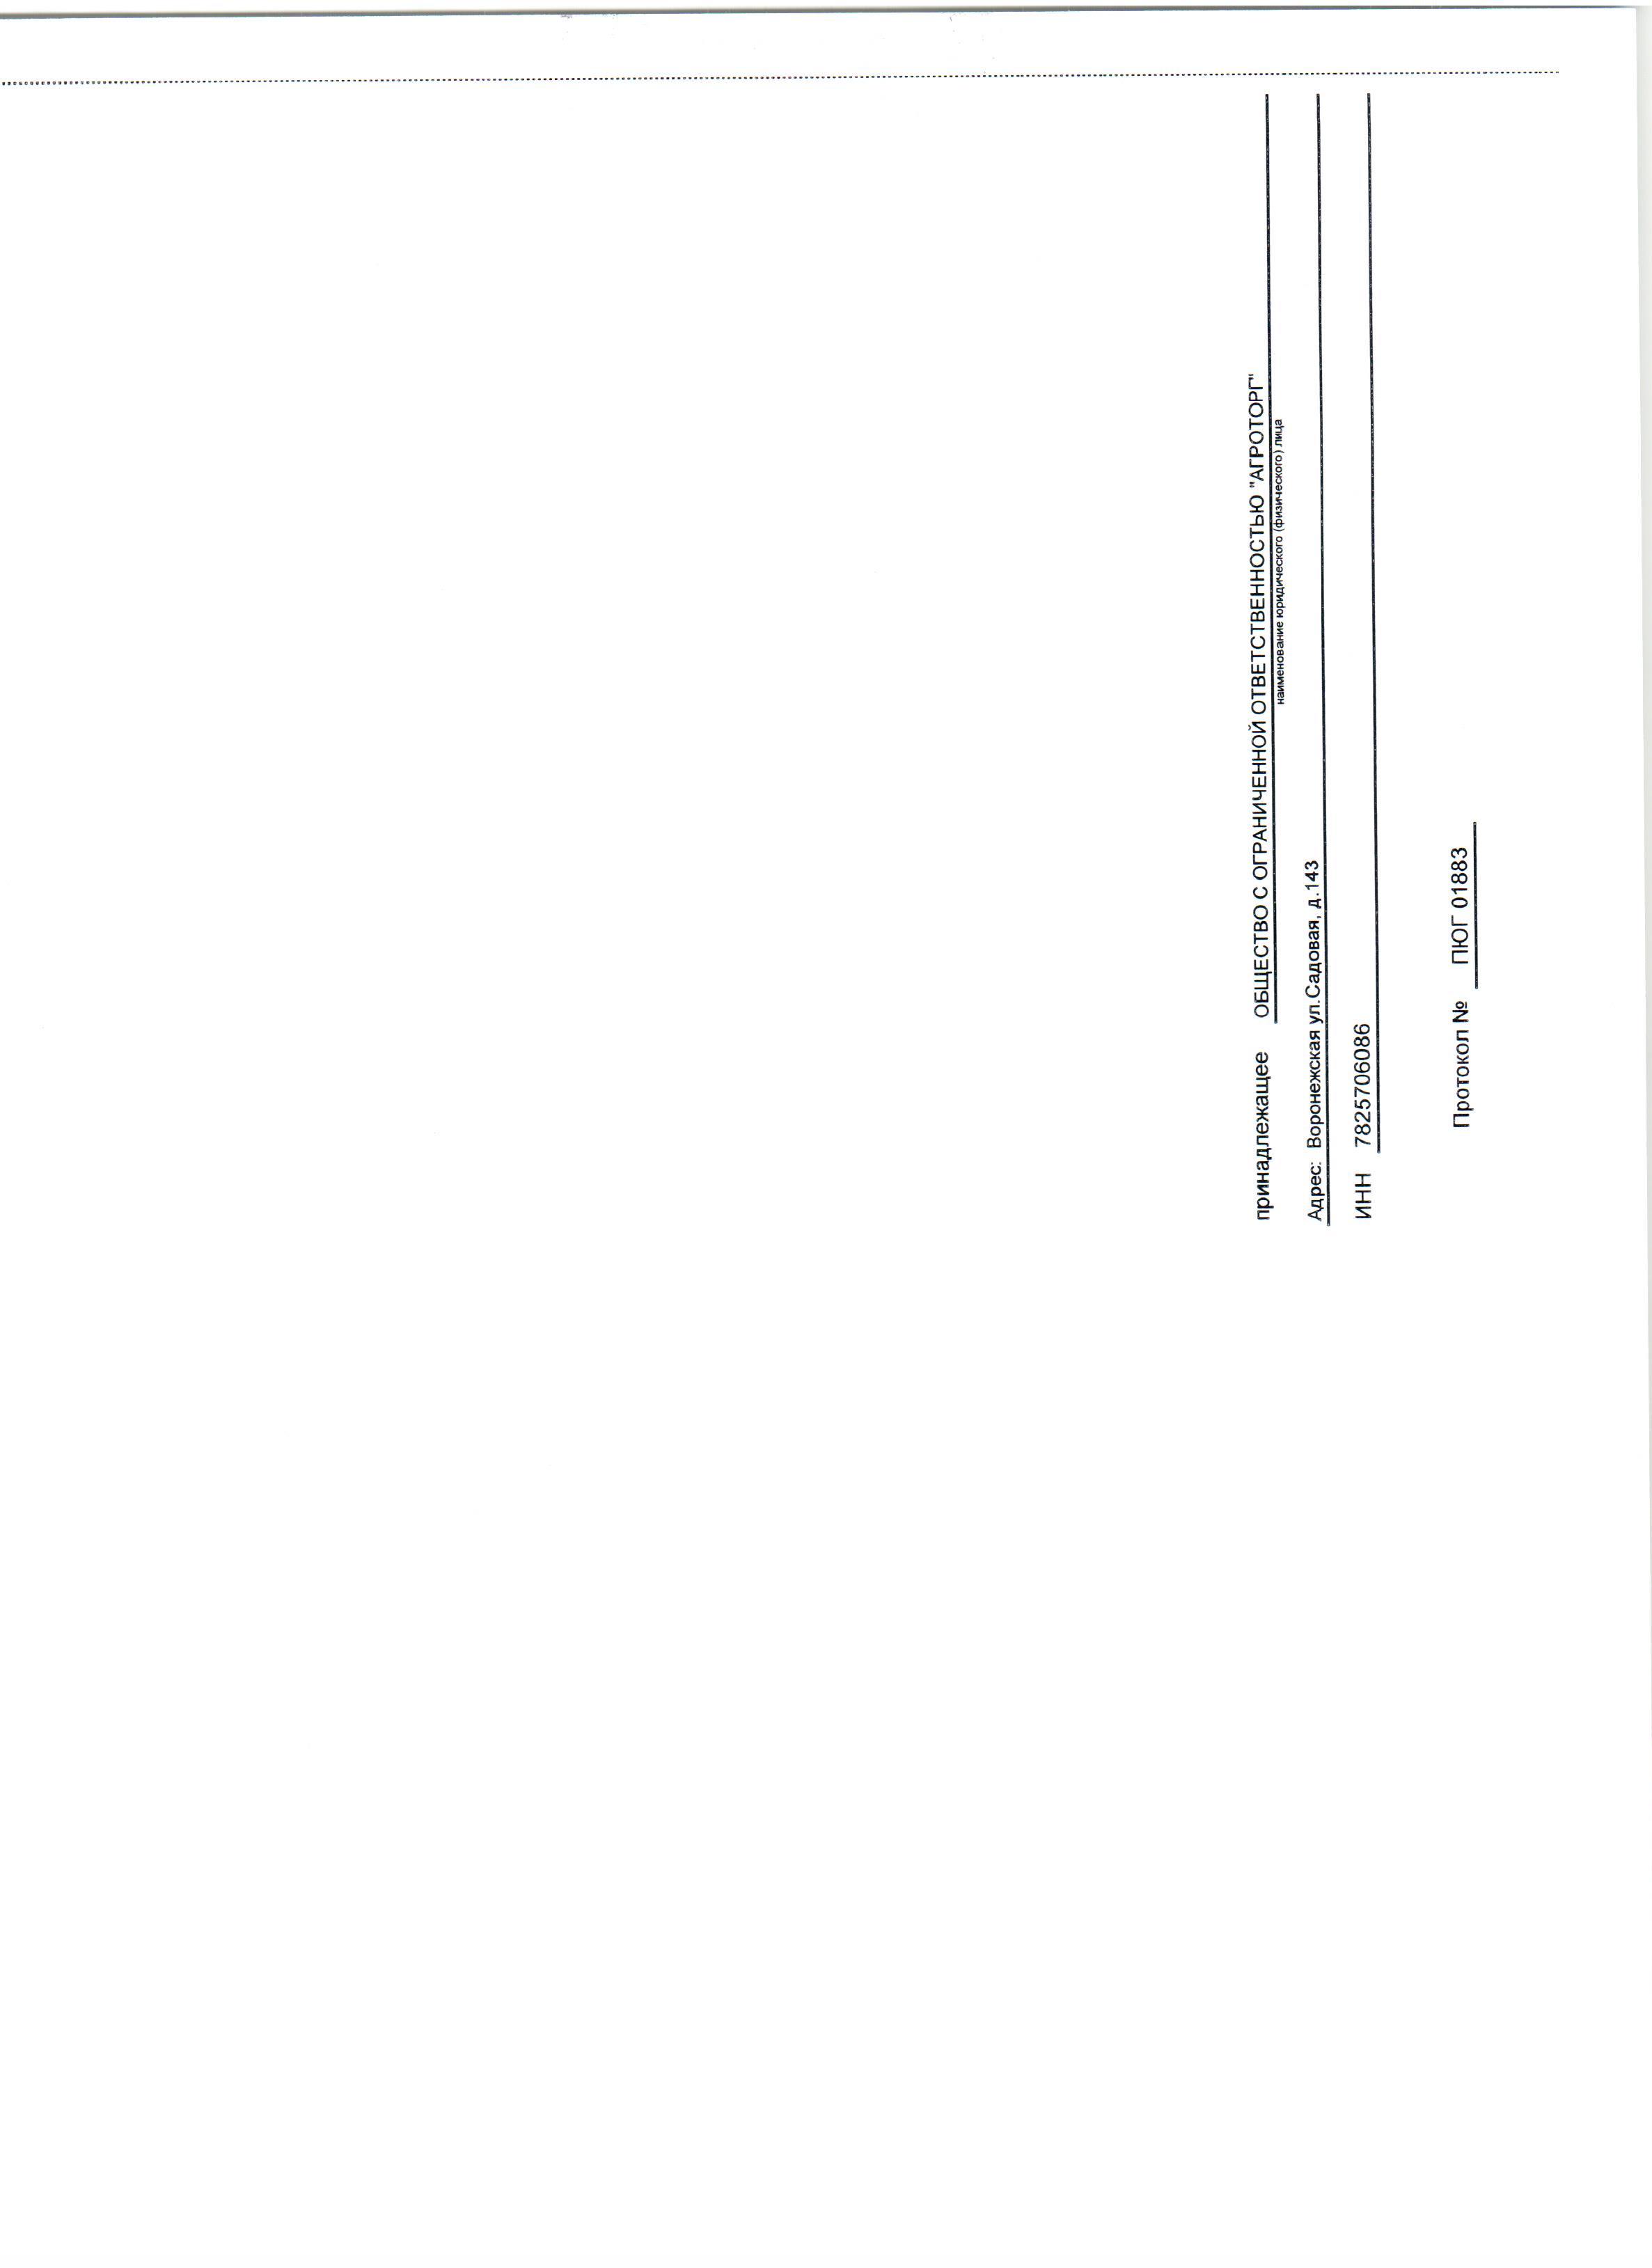 принадлежащее ОБЩЕСТВО С ОГРАНИЧЕННОЙ ОТВЕТСТВЕННОСТЬЮ "АГРОТОРГ"
наименование юридического (физического) лица
Адрес: Воронежская ул.Садовая, д.143
ИНН 7825706086
Протокол № ПЮГ 01883